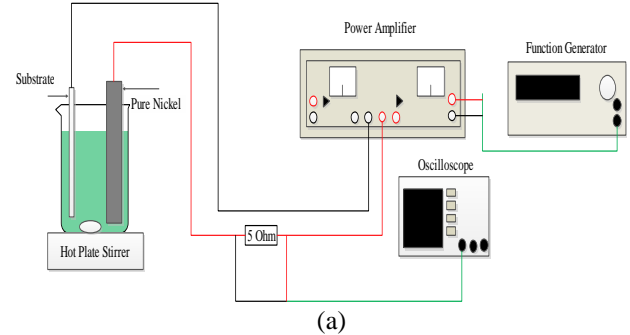 Power Amplifier
Function Generator
Substrate
Pure Nickel
Oscilloscope
5 Ohm
Hot Plate Stirrer
(a)